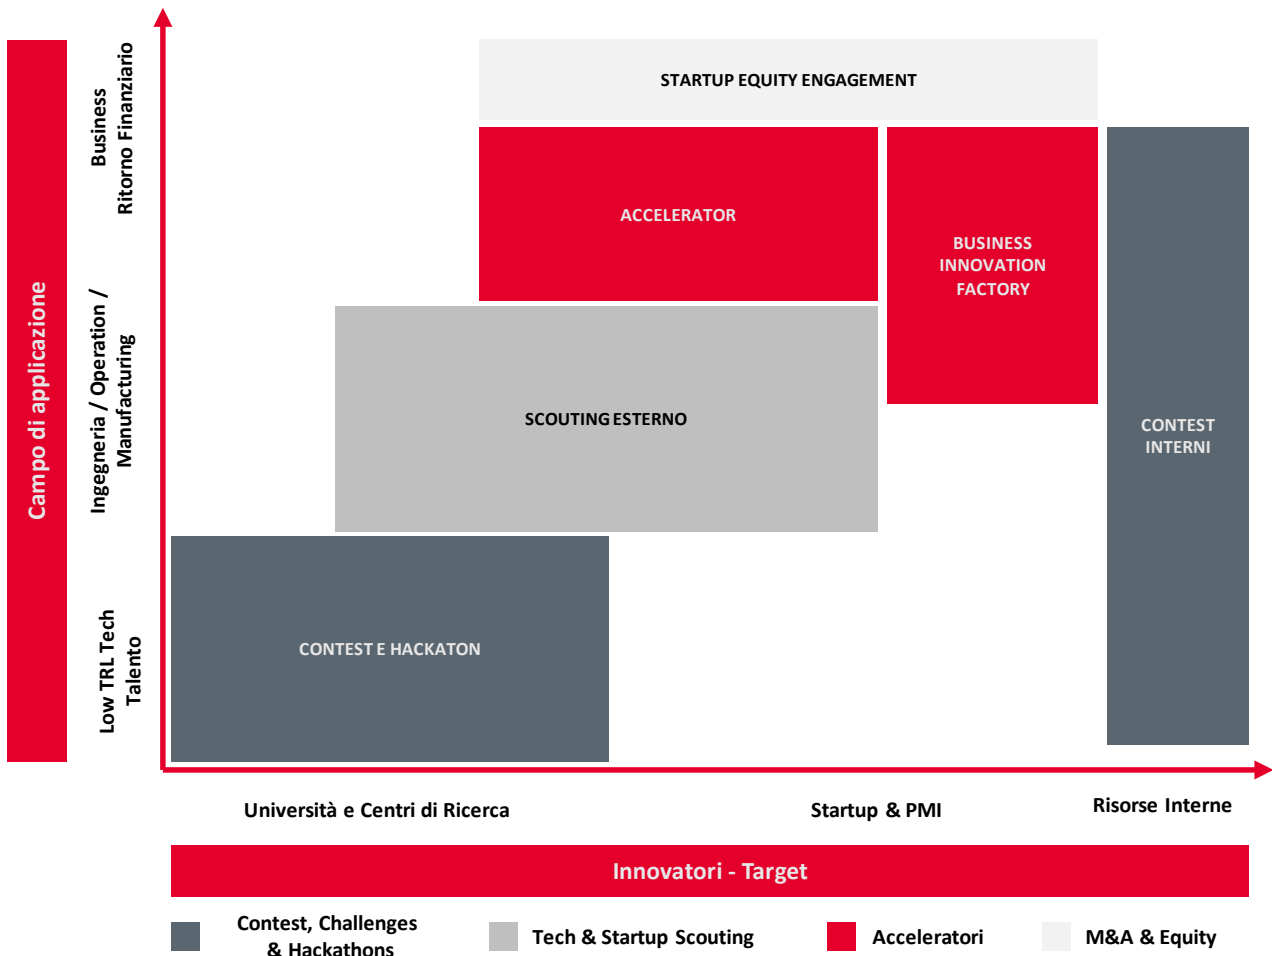 Campo di applicazione
Business
Ritorno Finanziario
Ingegneria / Operation /
Manufacturing
Low TRL Tech
Talento
STARTUP EQUITY ENGAGEMENT
ACCELERATOR
BUSINESS
INNOVATION
FACTORY
SCOUTING ESTERNO
CONTEST
INTERNI
CONTEST E HACKATON
Università e Centri di Ricerca
Startup & PMI
Risorse Interne
Innovatori - Target
Contest, Challenges
& Hackathons
Tech & Startup Scouting
Acceleratori
M&A & Equity